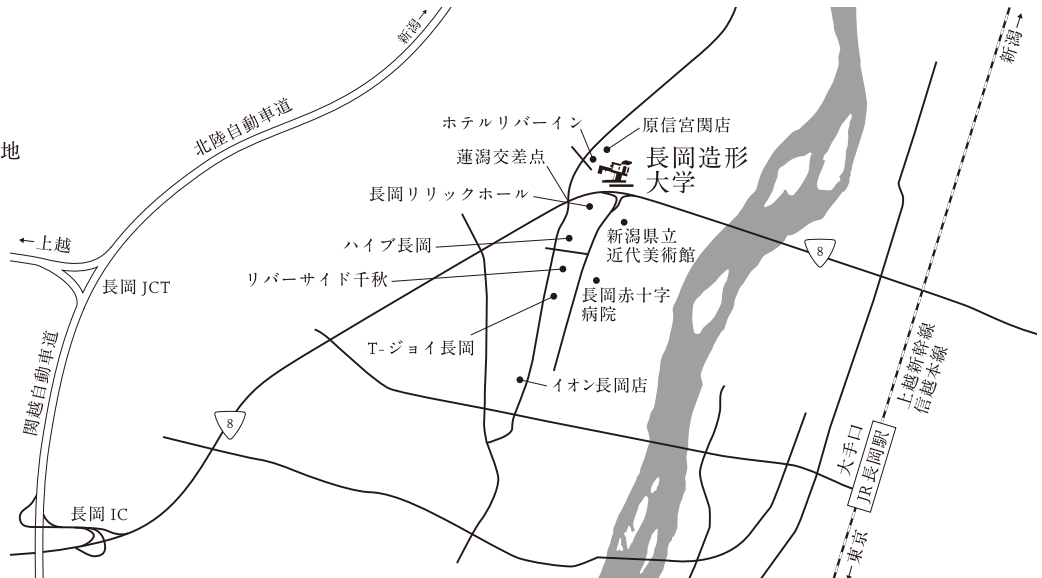 新潟→
新潟→
北陸自動車道
地
ホテルリバーイン
原信宮関店
蓮潟交差点
長岡造形
大学
長岡リリックホール
←上越
ハイブ長岡
新潟県立
近代美術館
8
リバーサイド千秋
長岡JCT
長岡赤十字
病院
T-ジョイ長岡
上越新幹線
信越本線
関越自動車道
イオン長岡店
8
大手口
JR長岡駅
長岡IC
←東京